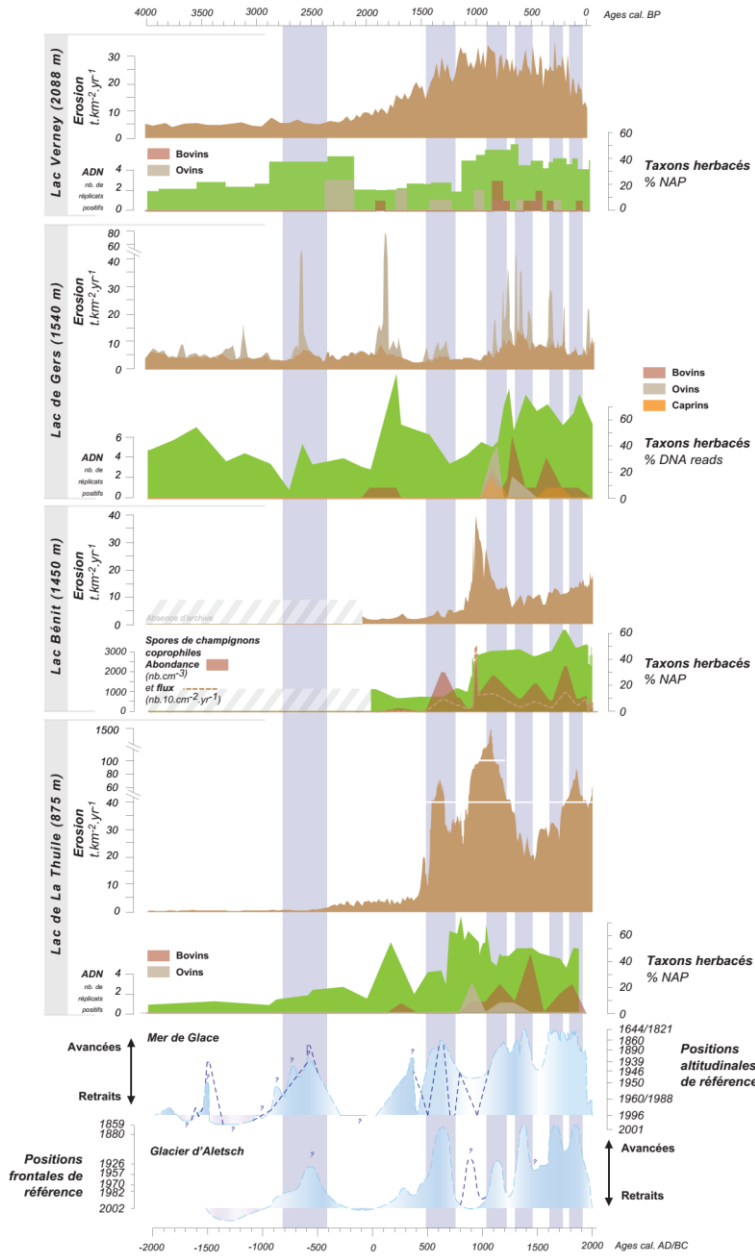 4000 3500 3000 2500 2000 1500 1000 500 0 Ages cal. BP
Lac Verney (2088 m)
Erosion
t.km-2.yr-1
30
20
10
0
Bovins
Ovins
ADN
nb. de
réplicats
positifs
4
2
0
60
40
20
0
Taxons herbacés
% NAP
Lac de Gers (1540 m)
Erosion
t.km-2.yr-1
80
60
40
30
20
10
0
Bovins
Ovins
Caprins
ADN
nb. de
réplicats
positifs
6
4
2
0
60
40
20
0
Taxons herbacés
% DNA reads
Lac Bénit (1450 m)
Erosion
t.km-2.yr-1
40
30
20
10
0
Absence d'archive
Spores de champignons
coprophiles
Abondance
(nb.cm-3)
et flux
(nb.10.cm-2.yr-1)
3000
2000
1000
0
60
40
20
0
Taxons herbacés
% NAP
Lac de La Thuile (875 m)
Erosion
t.km-2.yr-1
1500
100
80
60
40
30
20
10
0
Bovins
Ovins
ADN
nb. de
réplicats
positifs
4
2
0
60
40
20
0
Taxons herbacés
% NAP
Mer de Glace
Avancées
Retraits
? ? ? ? ? ? ? ? ?
1644/1821
1860
1890
1939
1946
1950
1960/1988
1996
2001
Positions
altitudinales
de référence
Glacier d'Aletsch
Positions
frontales de
référence
1859
1880
1926
1957
1970
1982
2002
? ? ?
Avancées
Retraits
-2000 -1500 -1000 -500 0 500 1000 1500 2000 Ages cal. AD/BC